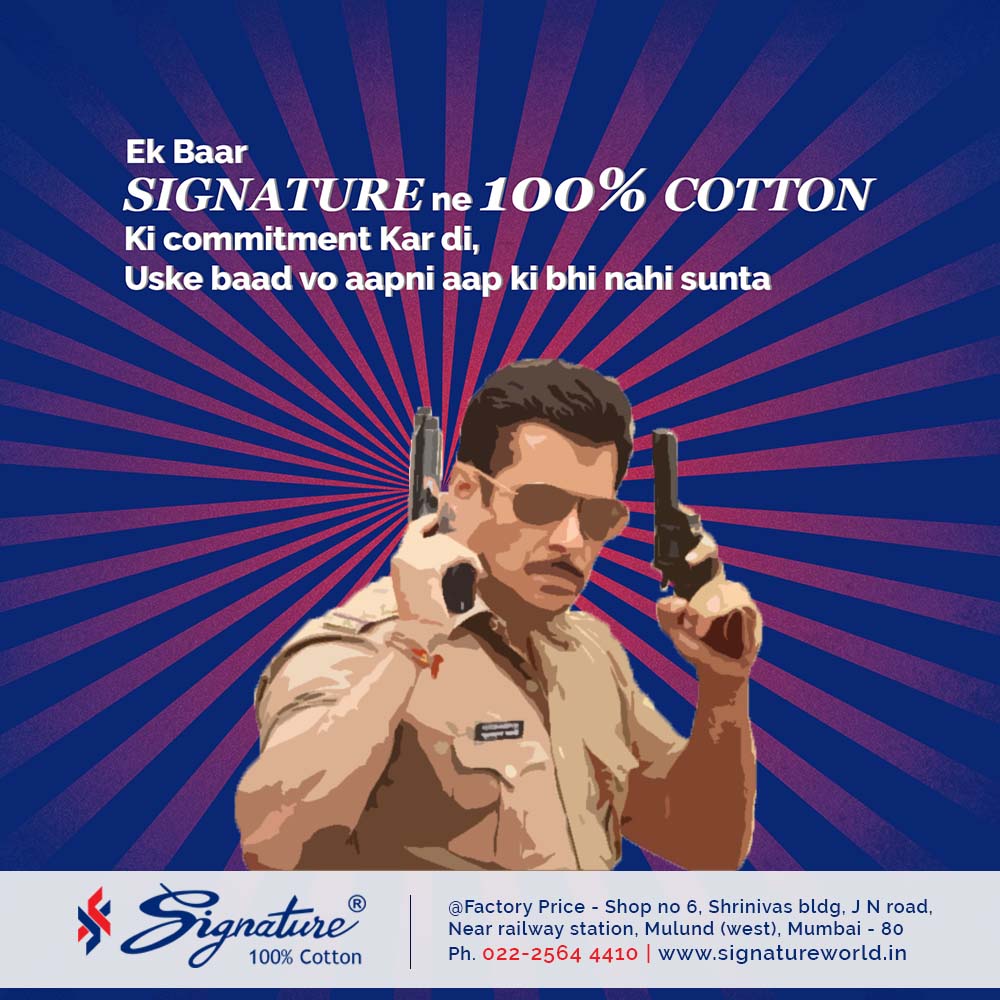 Ek Baar
SIGNATURE ne 100% COTTON
Ki commitment Kar di,
Uske baad vo aapni aap ki bhi nahi sunta
Signature®
100% Cotton
@Factory Price - Shop no 6, Shrinivas bldg, J N road,
Near railway station, Mulund (west), Mumbai - 80
Ph. 022-2564 4410 | www.signatureworld.in